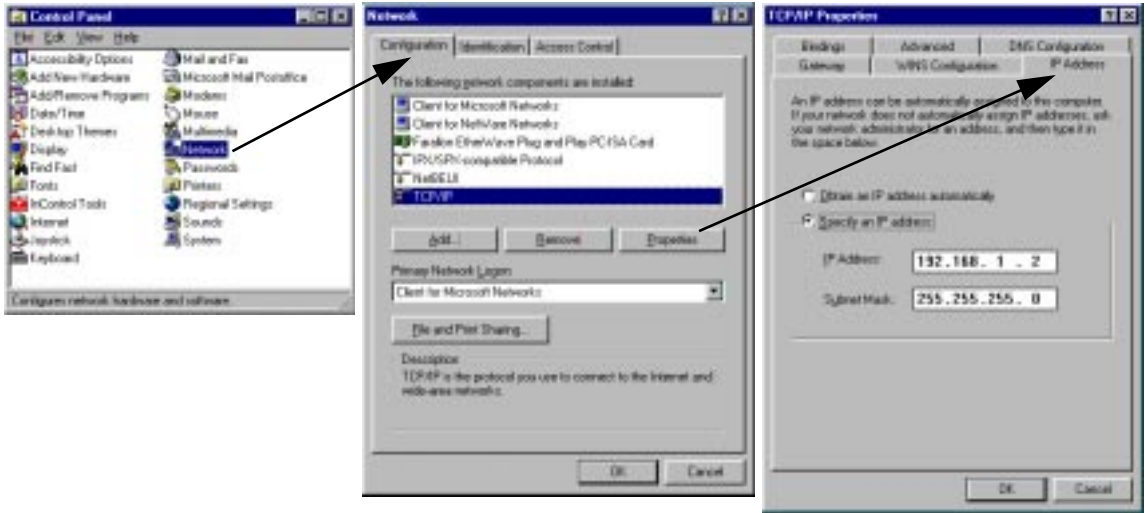 Control Panel
File Edit View Help
Accessibility Options
Add New Hardware
Add/Remove Programs
Date/Time
Desktop Themes
Display
Find Fast
Fonts
InControl Tools
Internet
Joystick
Keyboard
Mail and Fax
Microsoft Mail Postoffice
Modems
Mouse
Multimedia
Network
Passwords
Printers
Regional Settings
Sounds
System
Configures network hardware and software.
Network
Configuration Identification Access Control
The following network components are installed:
Client for Microsoft Networks
Client for NetWare Networks
Farallon EtherWave Plug and Play PC ISA Card
IPX/SPX-compatible Protocol
NetBEUI
TCP/IP
Add... Remove Properties
Primary Network Logon:
Client for Microsoft Networks
File and Print Sharing...
Description
TCP/IP is the protocol you use to connect to the Internet and
wide-area networks.
OK Cancel
TCP/IP Properties
Bindings Advanced DNS Configuration
Gateway WINS Configuration IP Address
An IP address can be automatically assigned to this computer.
If your network does not automatically assign IP addresses, ask
your network administrator for an address, and then type it in
the space below.
Obtain an IP address automatically
Specify an IP address:
IP Address: 192.168. 1 . 2
Subnet Mask: 255.255.255. 0
OK Cancel